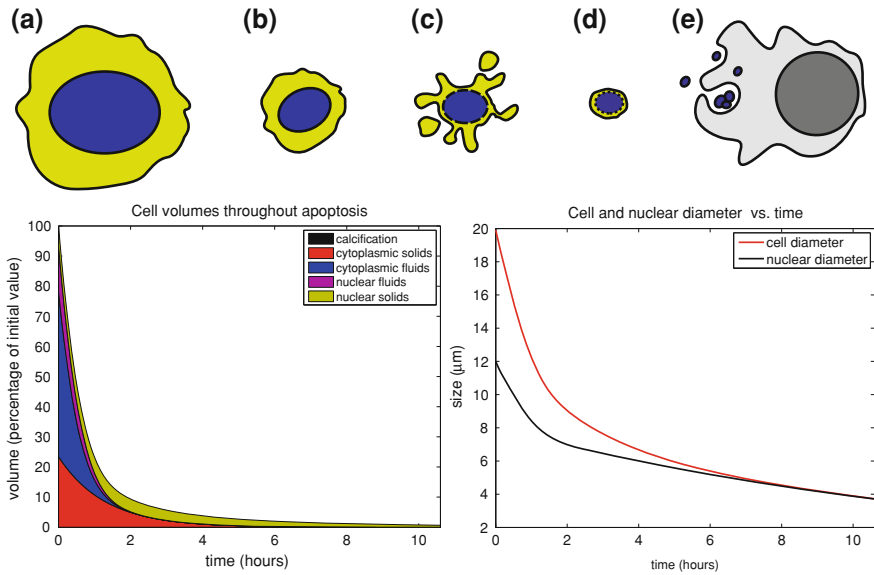 (a)
(b)
(c)
(d)
(e)
Cell volumes throughout apoptosis
volume (percentage of initial value)
100
90
80
70
60
50
40
30
20
10
0
calcification
cytoplasmic solids
cytoplasmic fluids
nuclear fluids
nuclear solids
0 2 4 6 8 10
time (hours)
Cell and nuclear diameter vs. time
size (μm)
20
18
16
14
12
10
8
6
4
2
cell diameter
nuclear diameter
0 2 4 6 8 10
time (hours)